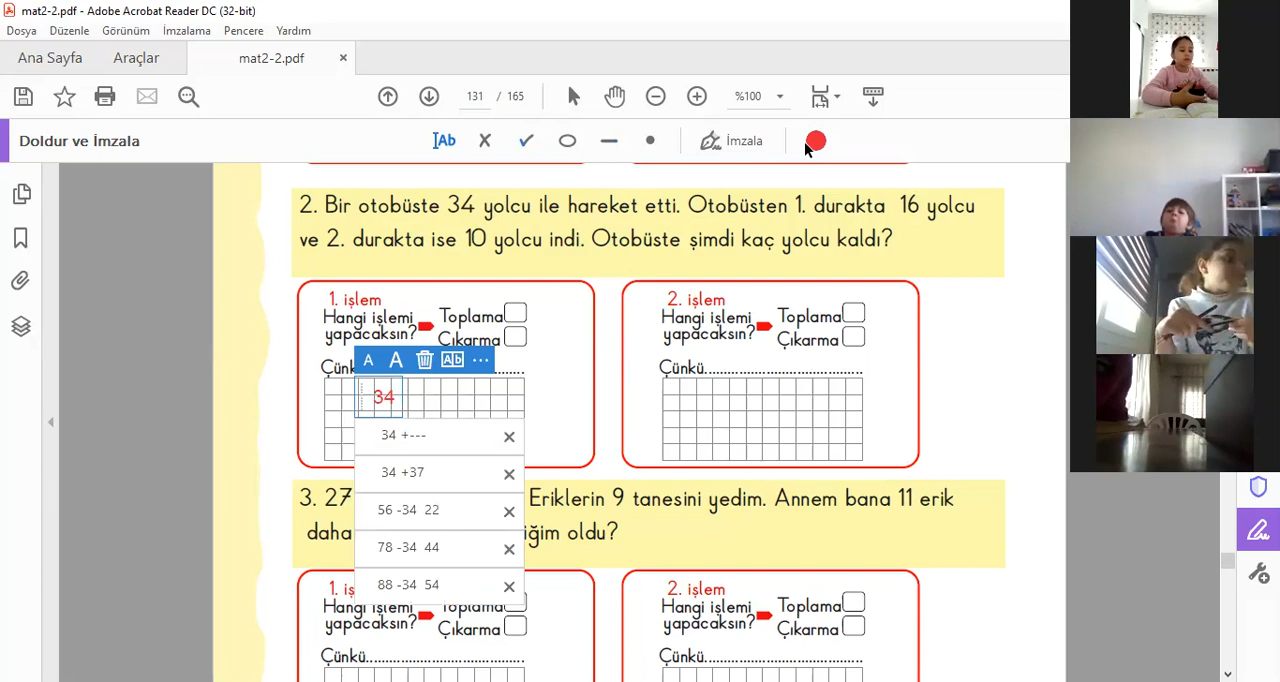 mat2-2.pdf - Adobe Acrobat Reader DC (32-bit)
Dosya Düzenle Görünüm İmzalama Pencere Yardım
Ana Sayfa Araçlar mat2-2.pdf ×
131 / 165 %100
Doldur ve İmzala
Ab İmzala
2. Bir otobüste 34 yolcu ile hareket etti. Otobüsten 1. durakta 16 yolcu
ve 2. durakta ise 10 yolcu indi. Otobüste şimdi kaç yolcu kaldı?
1. işlem
Hangi işlemi Toplama
yapacaksın? Çıkarma
A A Ab ...
34
34 +---
34 +37
56 -34 22
78 -34 44
88 -34 54
2. işlem
Hangi işlemi Toplama
yapacaksın? Çıkarma
Çünkü..........................................
3. 27 Eriklerin 9 tanesini yedim. Annem bana 11 erik
daha oldu?
Hangi işlemi Toplama
yapacaksın? Çıkarma
Çünkü..........................................
2. işlem
Hangi işlemi Toplama
yapacaksın? Çıkarma
Çünkü..........................................